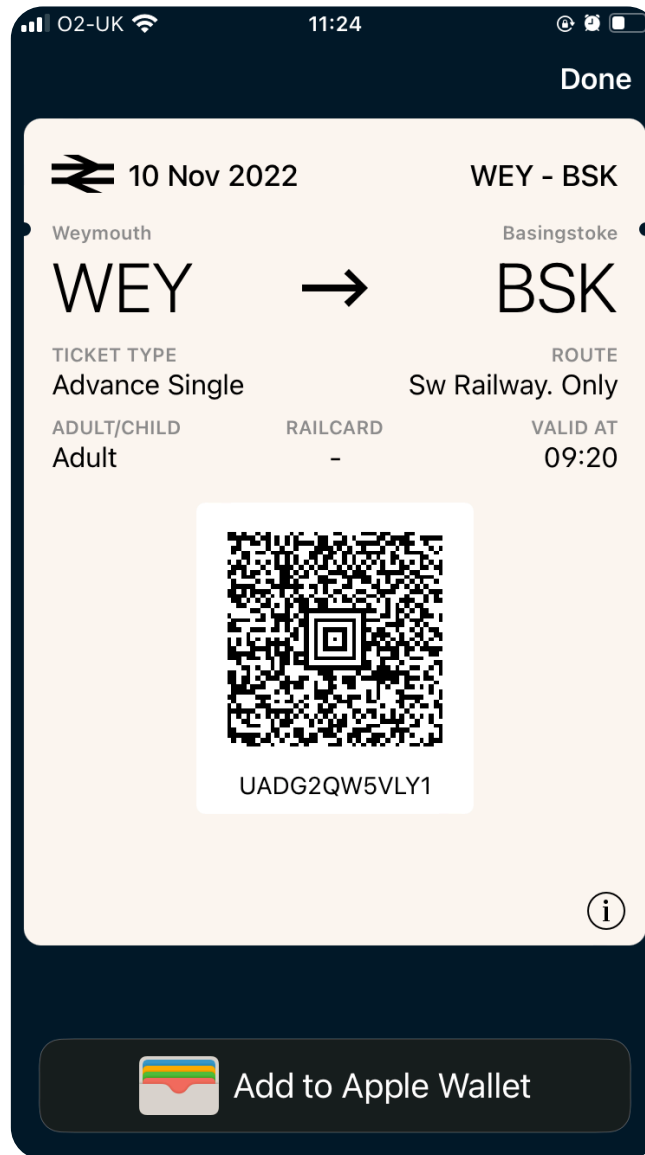 O2-UK 11:24
Done
10 Nov 2022 WEY - BSK
Weymouth Basingstoke
WEY → BSK
TICKET TYPE ROUTE
Advance Single Sw Railway. Only
ADULT/CHILD RAILCARD VALID AT
Adult - 09:20
UADG2QW5VLY1
i
Add to Apple Wallet